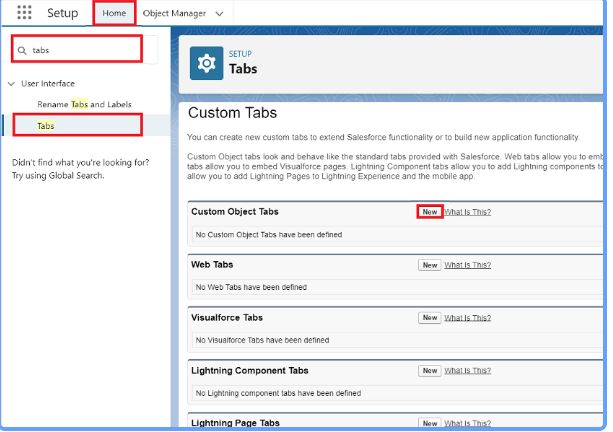 Setup
Home
Object Manager
tabs
User Interface
Rename Tabs and Labels
Tabs
Didn't find what you're looking for?
Try using Global Search.
SETUP
Tabs
Custom Tabs
You can create new custom tabs to extend Salesforce functionality or to build new application functionality.
Custom Object tabs look and behave like the standard tabs provided with Salesforce. Web tabs allow you to
tabs allow you to embed Visualforce pages. Lightning Component tabs allow you to add Lightning components to
allow you to add Lightning Pages to Lightning Experience and the mobile app.
Custom Object Tabs New What Is This?
No Custom Object Tabs have been defined
Web Tabs New What Is This?
No Web Tabs have been defined
Visualforce Tabs New What Is This?
No Visualforce Tabs have been defined
Lightning Component Tabs New What Is This?
No Lightning component tabs have been defined
Lightning Page Tabs New What Is This?